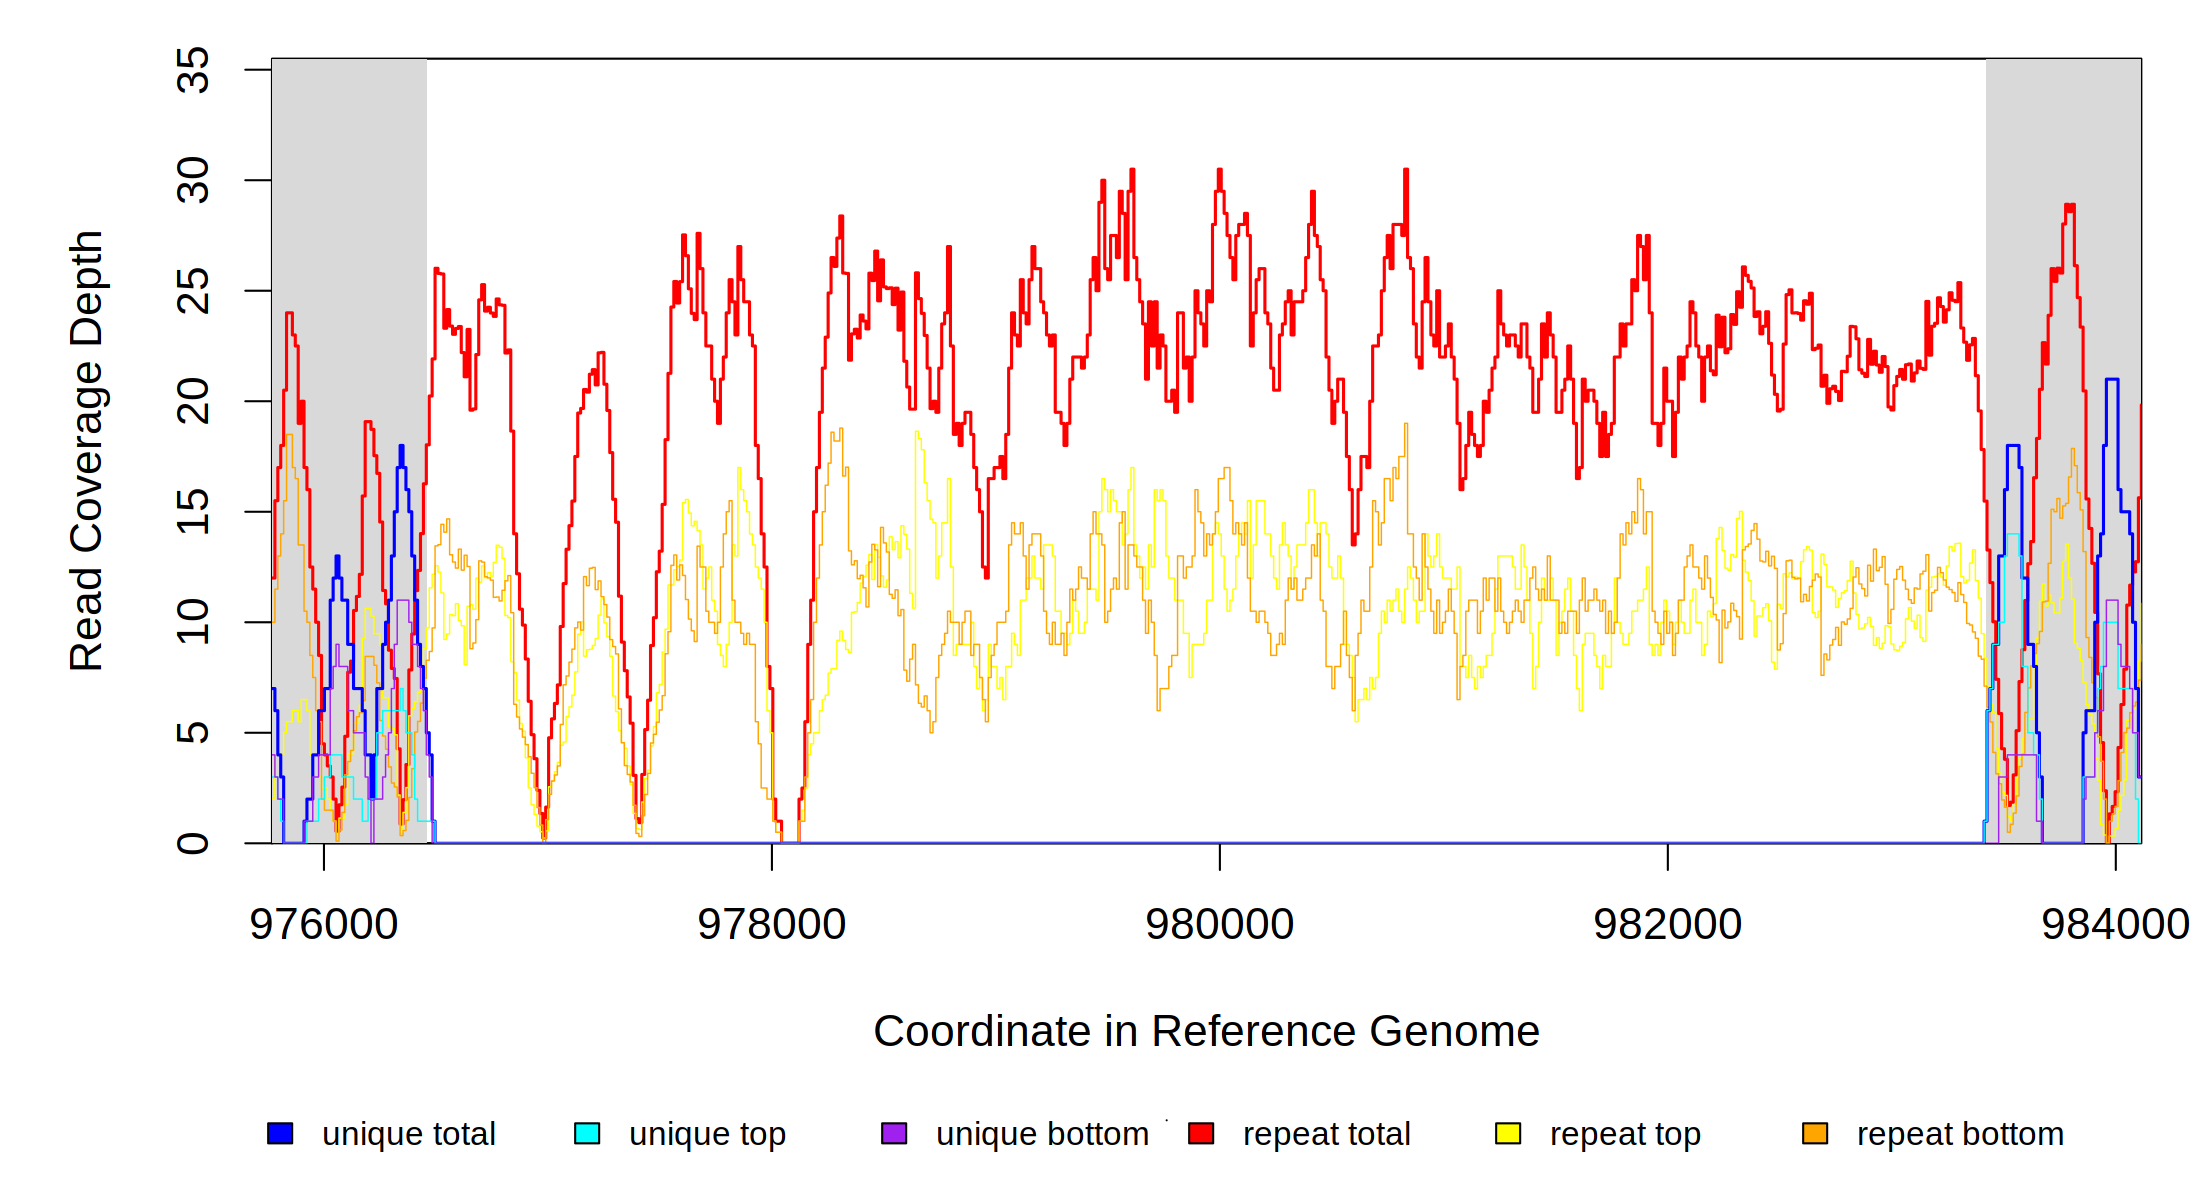 35
30
25
20
15
10
5
0
Read Coverage Depth
976000 978000 980000 982000 984000
Coordinate in Reference Genome
unique total unique top unique bottom repeat total repeat top repeat bottom